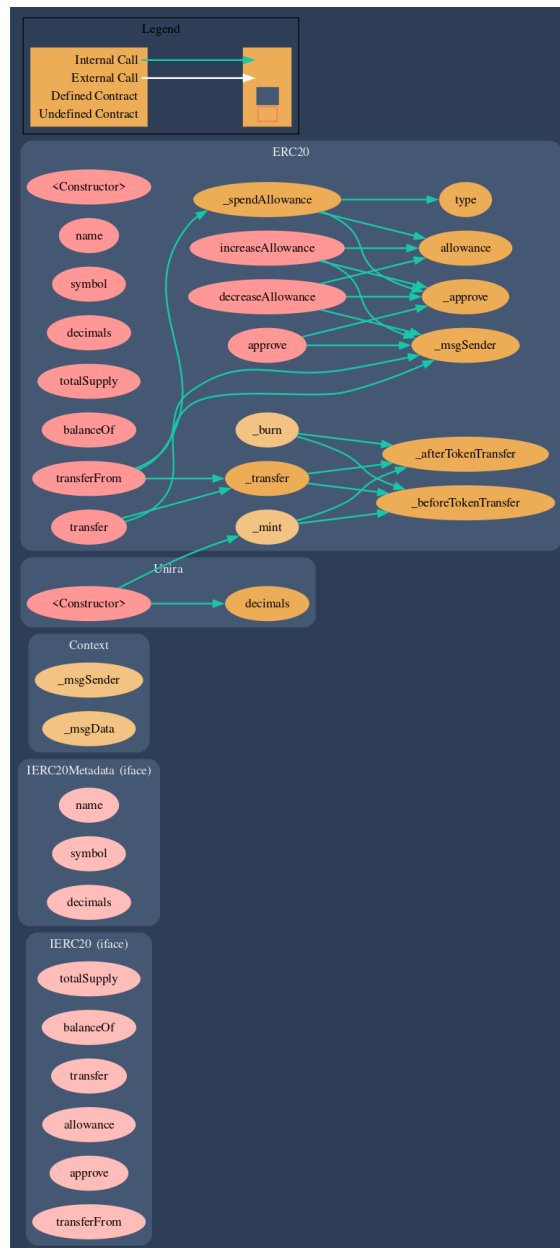 Legend
Internal Call
External Call
Defined Contract
Undefined Contract
ERC20
<Constructor>
name
symbol
decimals
totalSupply
balanceOf
transferFrom
transfer
_spendAllowance
increaseAllowance
decreaseAllowance
approve
_burn
_transfer
_mint
type
allowance
_approve
_msgSender
_afterTokenTransfer
_beforeTokenTransfer
Unira
<Constructor>
decimals
Context
_msgSender
_msgData
IERC20Metadata (iface)
name
symbol
decimals
IERC20 (iface)
totalSupply
balanceOf
transfer
allowance
approve
transferFrom